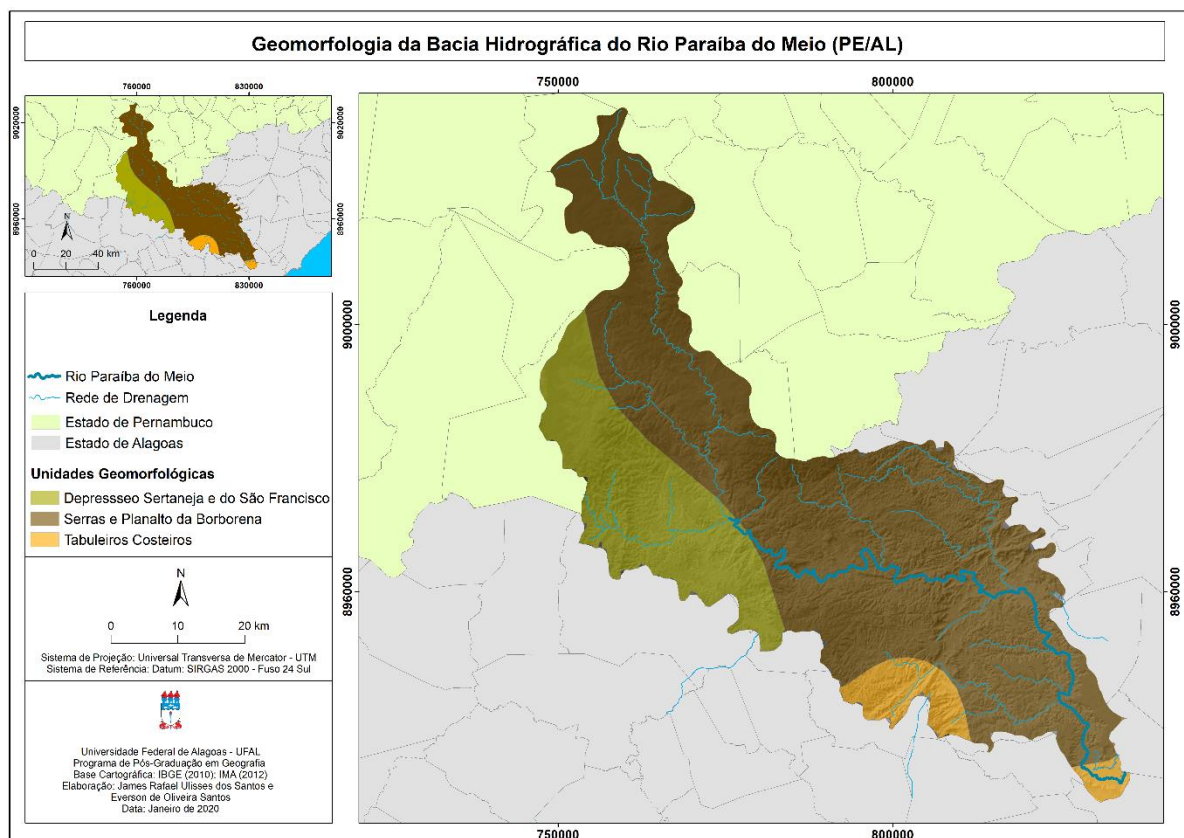 Geomorfologia da Bacia Hidrográfica do Rio Paraíba do Meio (PE/AL)
760000 830000
9020000 9020000
8960000 8960000
N
0 20 40 km
760000 830000
Legenda
Rio Paraíba do Meio
Rede de Drenagem
Estado de Pernambuco
Estado de Alagoas
Unidades Geomorfológicas
Depressseo Sertaneja e do São Francisco
Serras e Planalto da Borborena
Tabuleiros Costeiros
N
0 10 20 km
Sistema de Projeção: Universal Transversa de Mercator - UTM
Sistema de Referência: Datum: SIRGAS 2000 - Fuso 24 Sul
Universidade Federal de Alagoas - UFAL
Programa de Pós-Graduação em Geografia
Base Cartográfica: IBGE (2010); IMA (2012)
Elaboração: James Rafael Ulisses dos Santos e
Everson de Oliveira Santos
Data: Janeiro de 2020
750000 800000
9000000 9000000
8960000 8960000
750000 800000